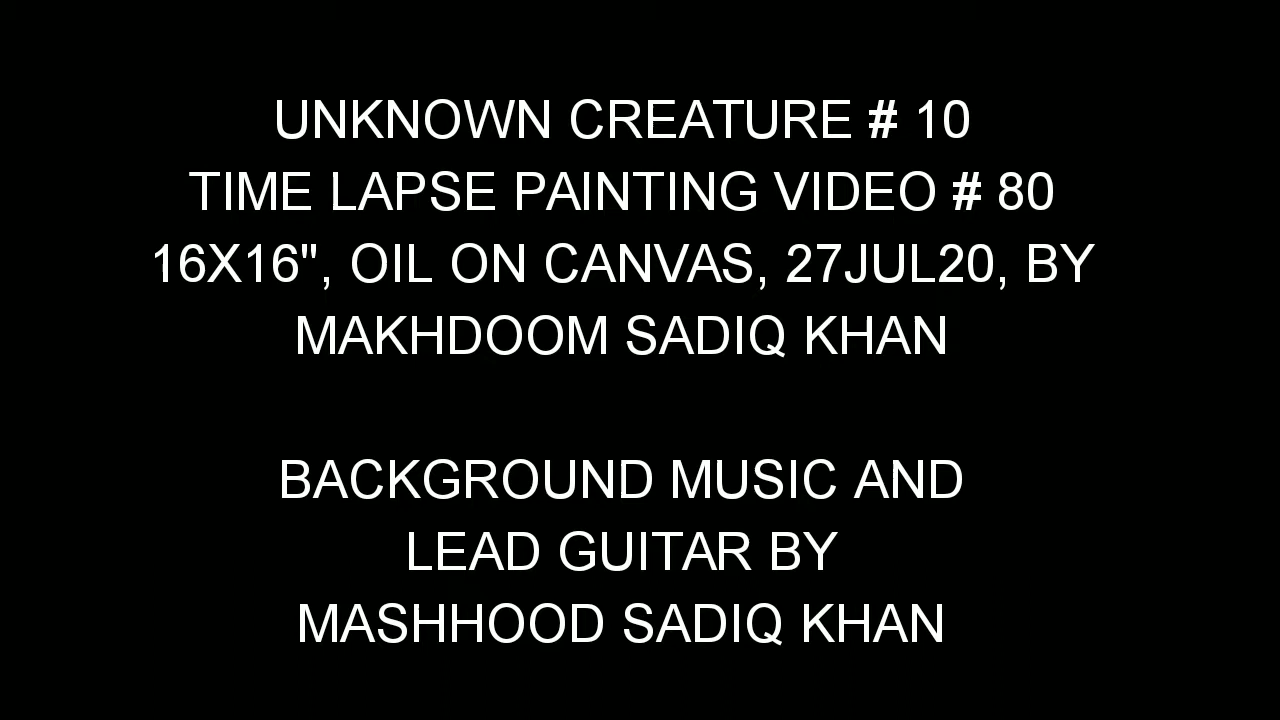 UNKNOWN CREATURE # 10
TIME LAPSE PAINTING VIDEO # 80
16X16", OIL ON CANVAS, 27JUL20, BY
MAKHDOOM SADIQ KHAN
BACKGROUND MUSIC AND
LEAD GUITAR BY
MASHHOOD SADIQ KHAN